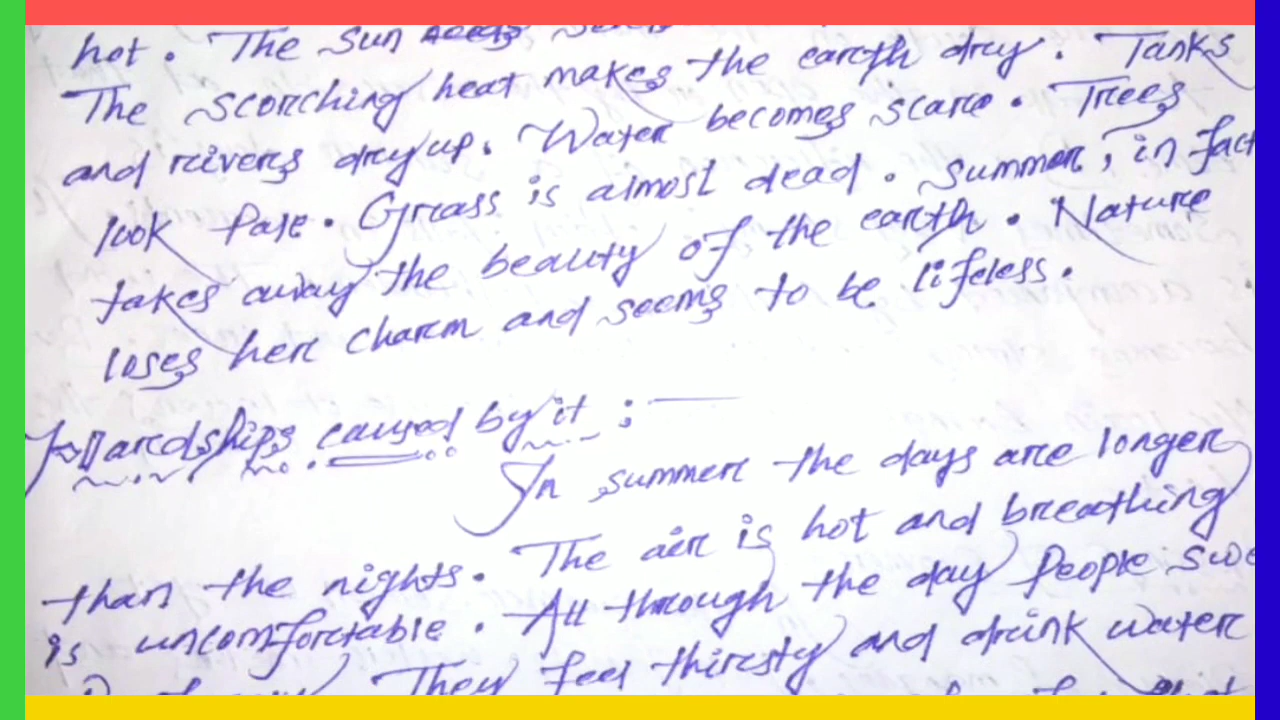 hot. The Sun
The scorching heat makes the earth dry. Tanks
and rivers dry up. Water becomes scare. Trees
look Pale. Grass is almost dead. Summer, in fact
takes away the beauty of the earth. Nature
loses her charm and seems to be lifeless.
Hardships caused by it :—
In summer the days are longer
than the nights. The air is hot and breathing
is uncomfortable. All through the day People
They feel thirsty and drink water